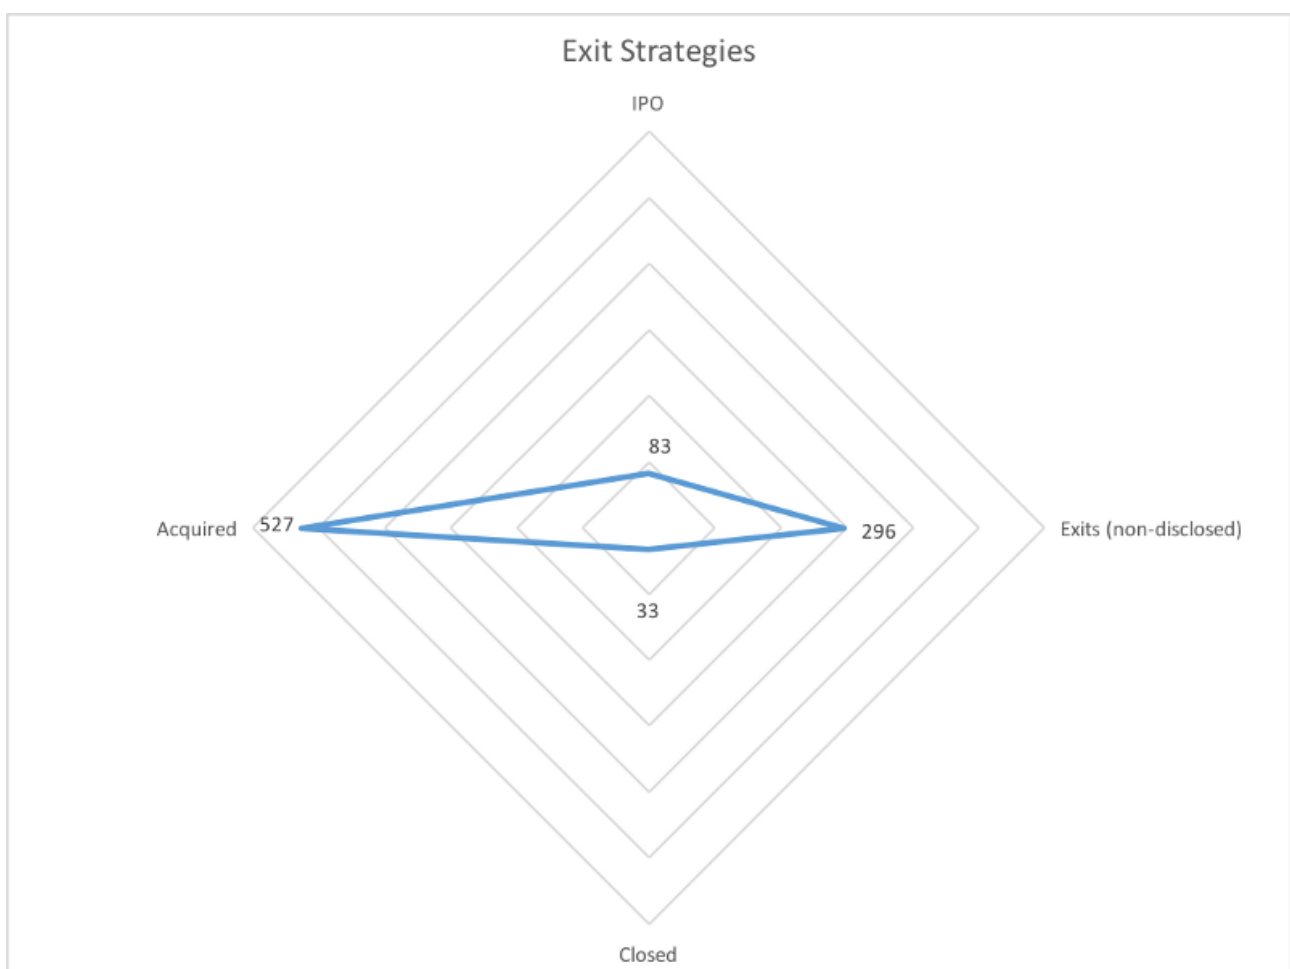 Exit Strategies
IPO
83
Acquired
527
296
Exits (non-disclosed)
33
Closed